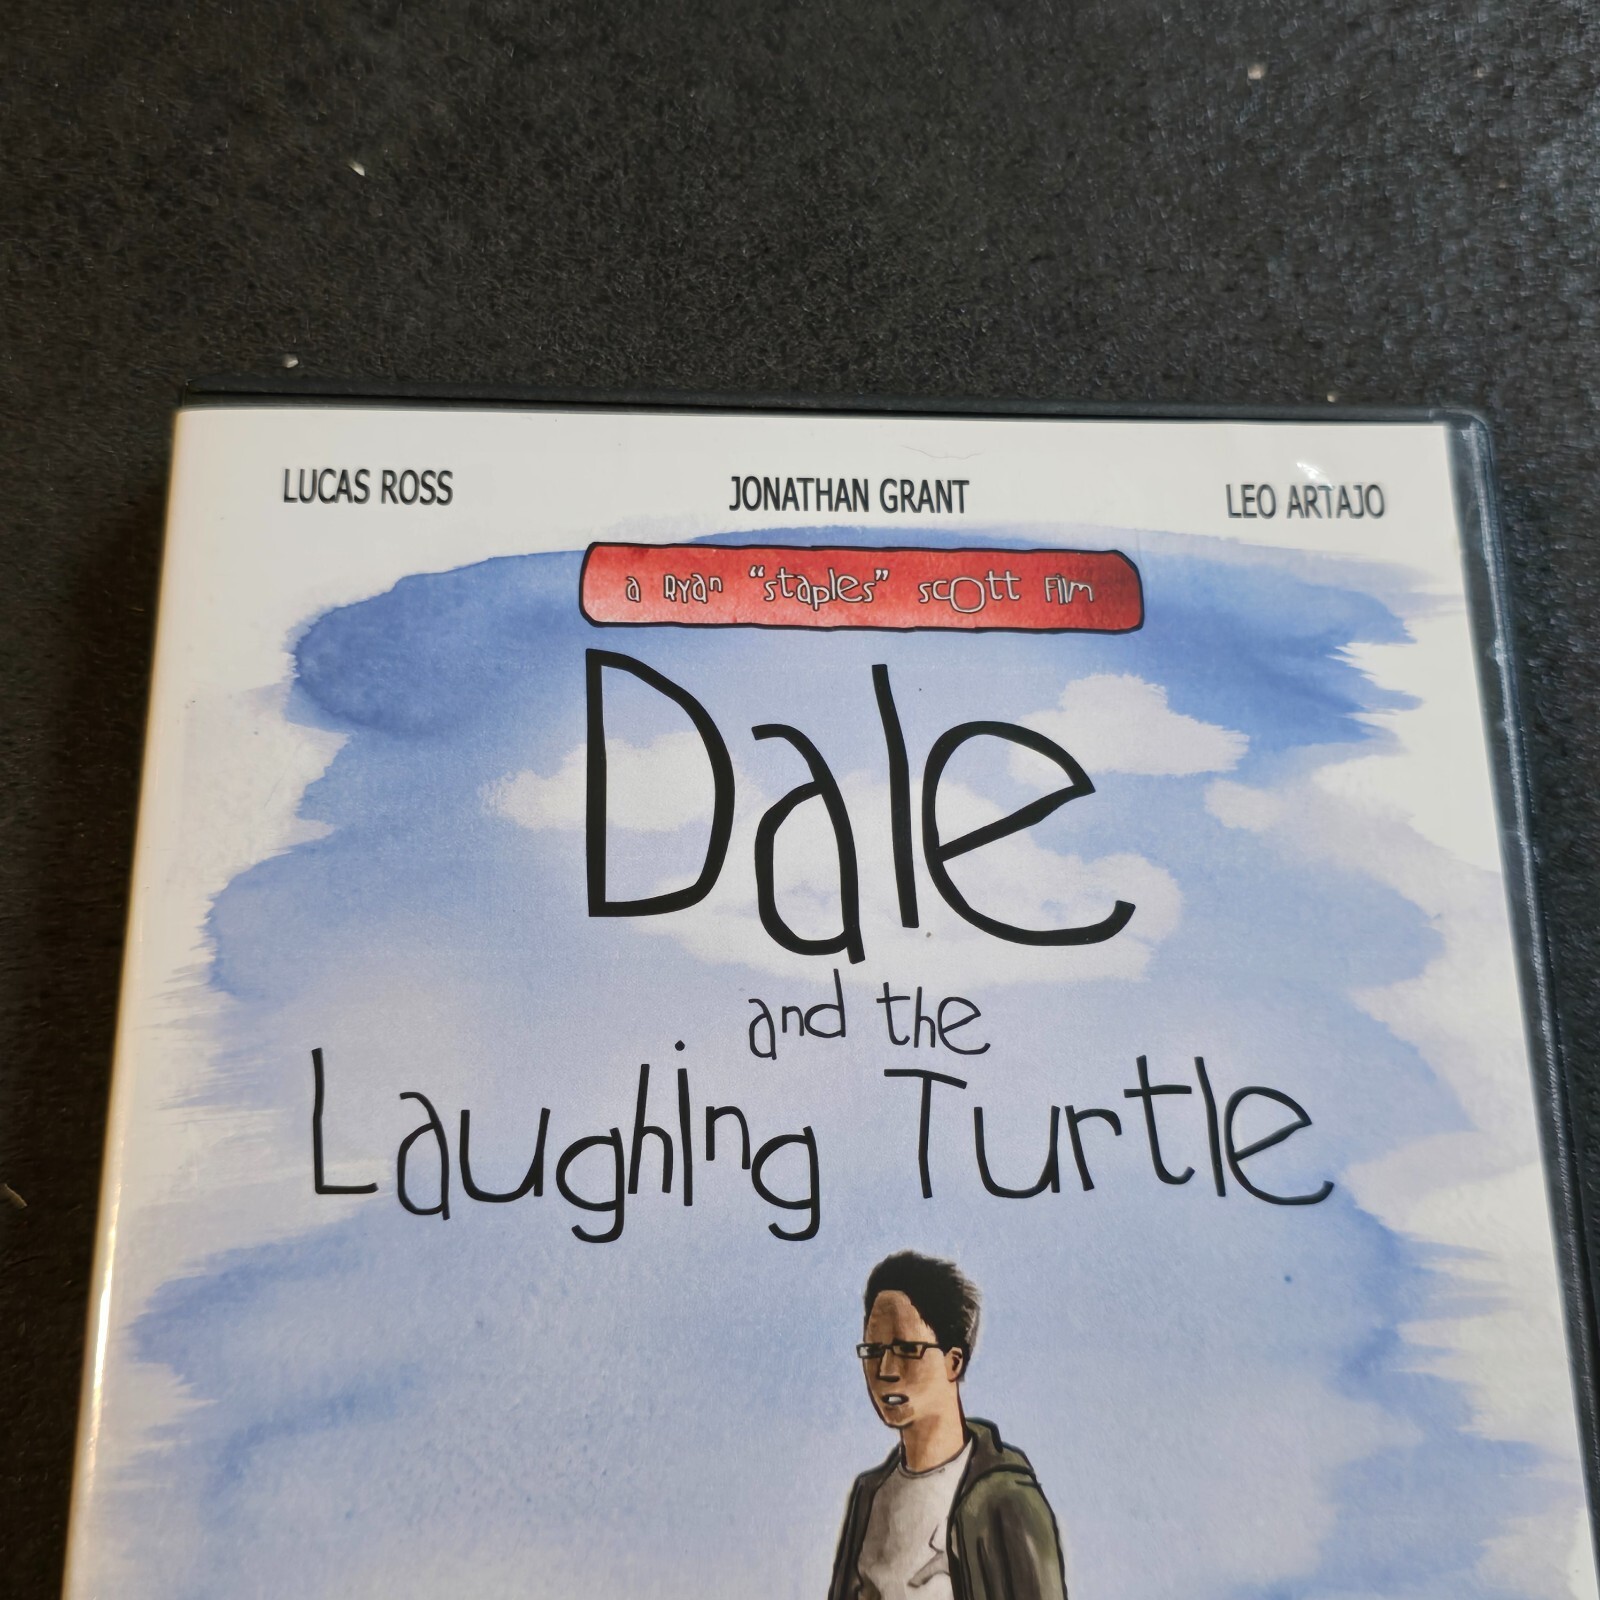 LUCAS ROSS JONATHAN GRANT LEO ARTAJO
a Ryan “staples” scott Film
Dale
and the
Laughing Turtle